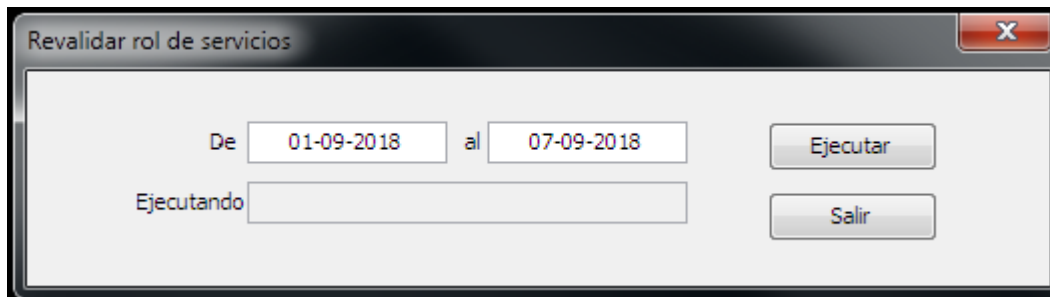 Revalidar rol de servicios
De 01-09-2018 al 07-09-2018 Ejecutar
Ejecutando
Salir